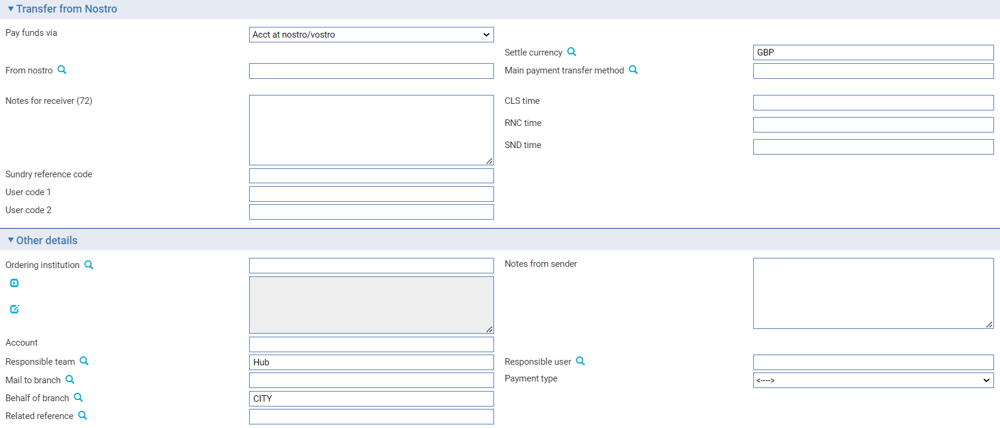 Transfer from Nostro
Pay funds via
Acct at nostro/vostro
Settle currency
GBP
From nostro
Main payment transfer method
Notes for receiver (72)
CLS time
RNC time
SND time
Sundry reference code
User code 1
User code 2
Other details
Ordering institution
Notes from sender
Account
Responsible team
Hub
Responsible user
Mail to branch
Payment type
<---->
Behalf of branch
CITY
Related reference